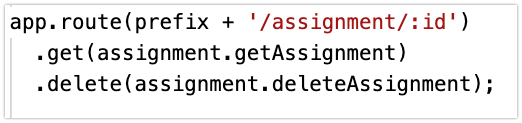 app.route(prefix + '/assignment/:id')
  .get(assignment.getAssignment)
  .delete(assignment.deleteAssignment);